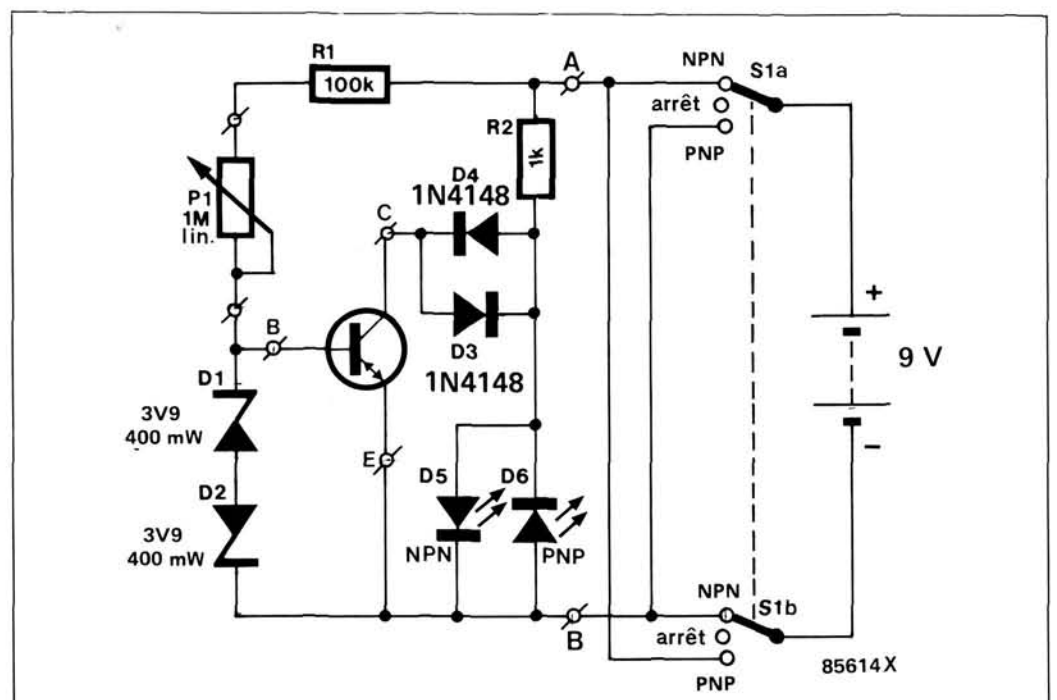 R1
100k
A
NPN
S1a
arrêt
PNP
R2
1k
D4
1N4148
P1
1M
lin.
C
D3
1N4148
B
D1
3V9
400 mW
E
D5
D6
NPN
PNP
D2
3V9
400 mW
+
9 V
−
B
NPN
S1b
arrêt
PNP
85614X